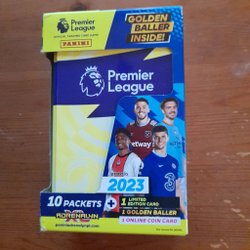 Premier
League
OFFICIAL TRADING CARD GAME
PANINI
GOLDEN
BALLER
INSIDE!
Premier
League
2023
10 PACKETS +
1 LIMITED
EDITION CARD
1 GOLDEN BALLER
1 ONLINE COIN CARD
ADRENALYN